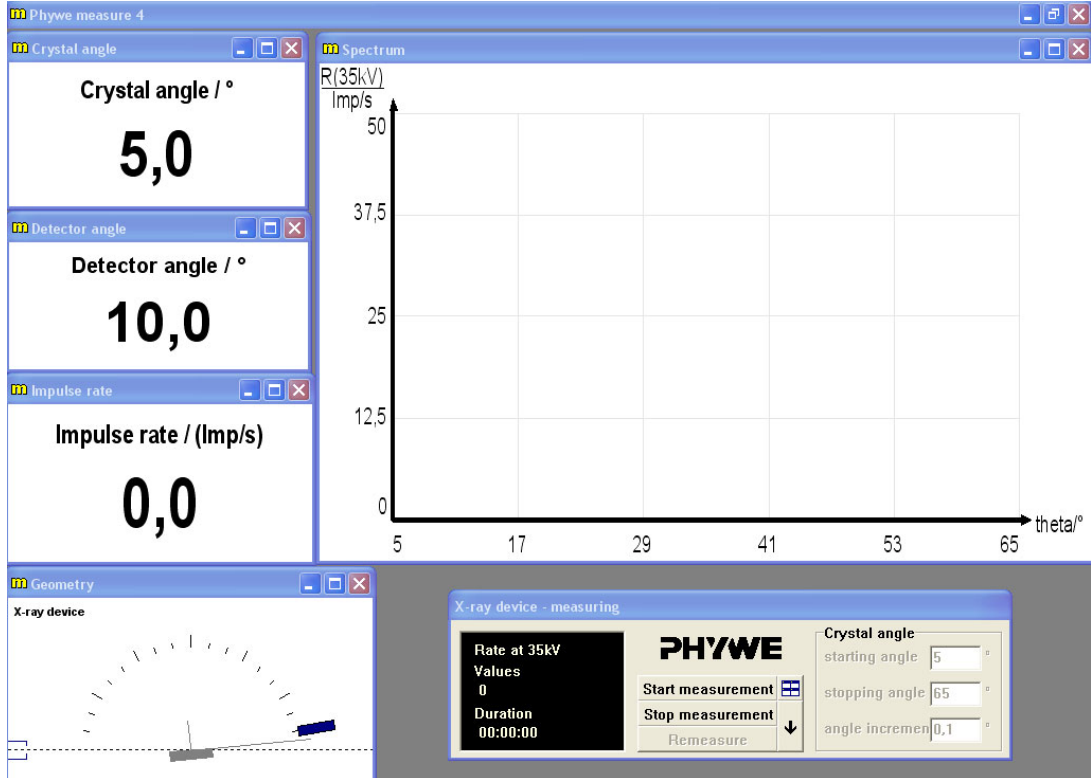 Phywe measure 4
Crystal angle
Crystal angle / °
5,0
Detector angle
Detector angle / °
10,0
Impulse rate
Impulse rate / (Imp/s)
0,0
Spectrum
R(35kV)
Imp/s
50
37,5
25
12,5
0
5 17 29 41 53 65
theta/°
Geometry
X-ray device
X-ray device - measuring
Rate at 35kV
Values
0
Duration
00:00:00
PHYWE
Start measurement
Stop measurement
Remeasure
Crystal angle
starting angle 5 °
stopping angle 65 °
angle incremen 0,1 °